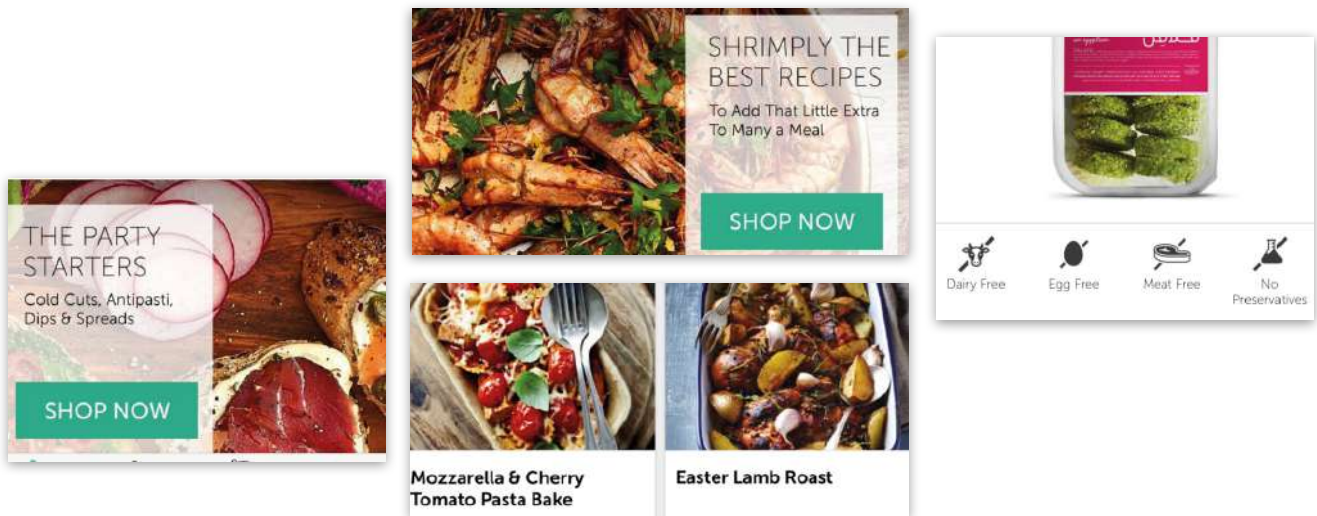 THE PARTY
STARTERS
Cold Cuts, Antipasti,
Dips & Spreads
SHOP NOW
SHRIMPLY THE
BEST RECIPES
To Add That Little Extra
To Many a Meal
SHOP NOW
Mozzarella & Cherry
Tomato Pasta Bake
Easter Lamb Roast
Dairy Free
Egg Free
Meat Free
No
Preservatives